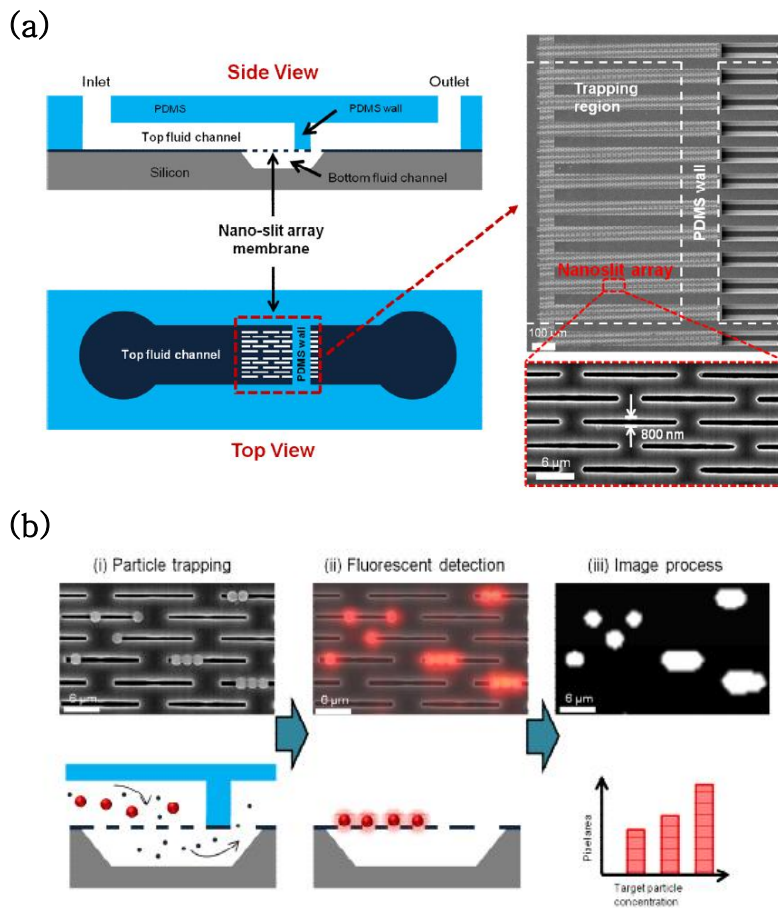 (a)
Side View
Inlet
Outlet
PDMS
PDMS wall
Top fluid channel
Silicon
Bottom fluid channel
Nano-slit array
membrane
Top fluid channel
PDMS wall
Top View
Trapping
region
PDMS wall
Nanoslit array
100 μm
800 nm
6 μm
(b)
(i) Particle trapping
(ii) Fluorescent detection
(iii) Image process
6 μm
6 μm
6 μm
Pixel area
Target particle
concentration